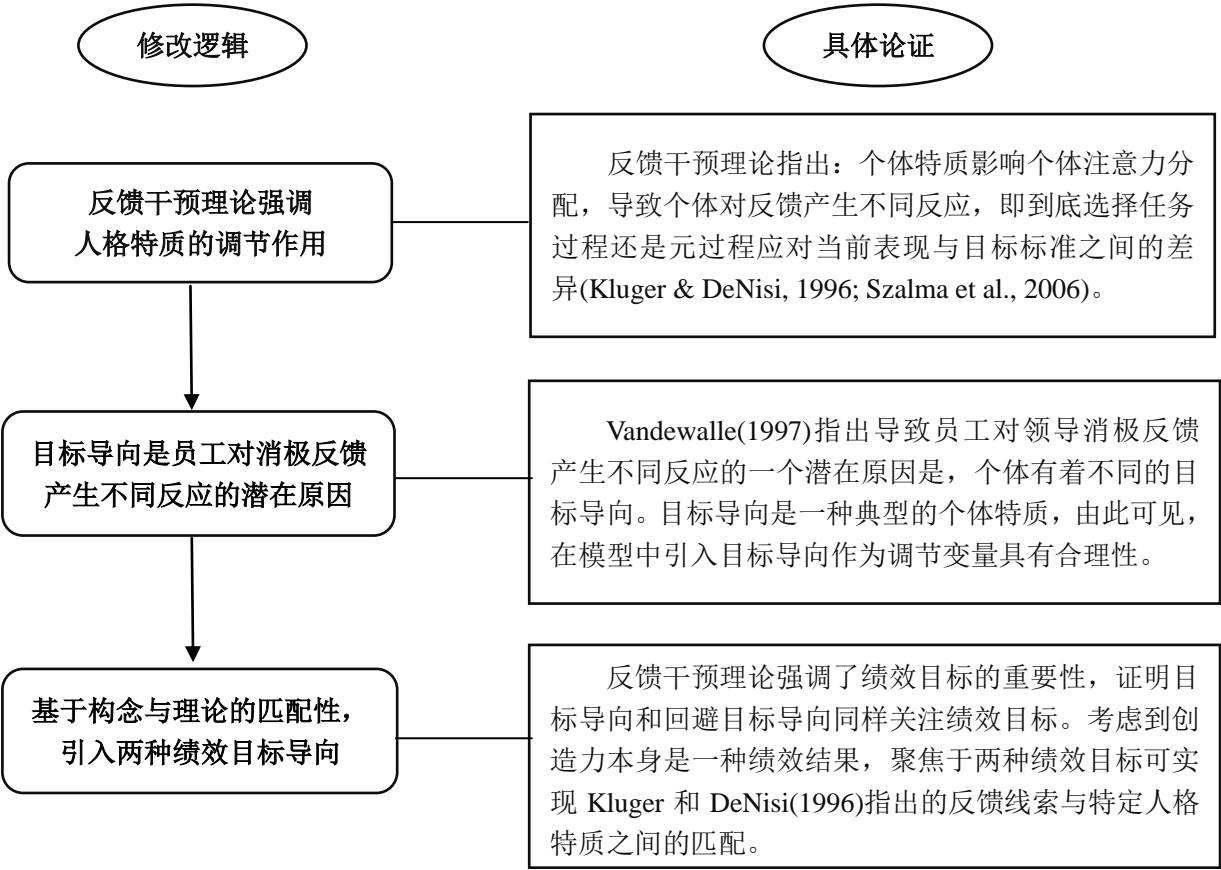 修改逻辑
具体论证
反馈干预理论强调
人格特质的调节作用
反馈干预理论指出：个体特质影响个体注意力分
配，导致个体对反馈产生不同反应，即到底选择任务
过程还是元过程应对当前表现与目标标准之间的差
异(Kluger & DeNisi, 1996; Szalma et al., 2006)。
目标导向是员工对消极反馈
产生不同反应的潜在原因
Vandewalle(1997)指出导致员工对领导消极反馈
产生不同反应的一个潜在原因是，个体有着不同的目
标导向。目标导向是一种典型的个体特质，由此可见，
在模型中引入目标导向作为调节变量具有合理性。
基于构念与理论的匹配性，
引入两种绩效目标导向
反馈干预理论强调了绩效目标的重要性，证明目
标导向和回避目标导向同样关注绩效目标。考虑到创
造力本身是一种绩效结果，聚焦于两种绩效目标可实
现 Kluger 和 DeNisi(1996)指出的反馈线索与特定人格
特质之间的匹配。